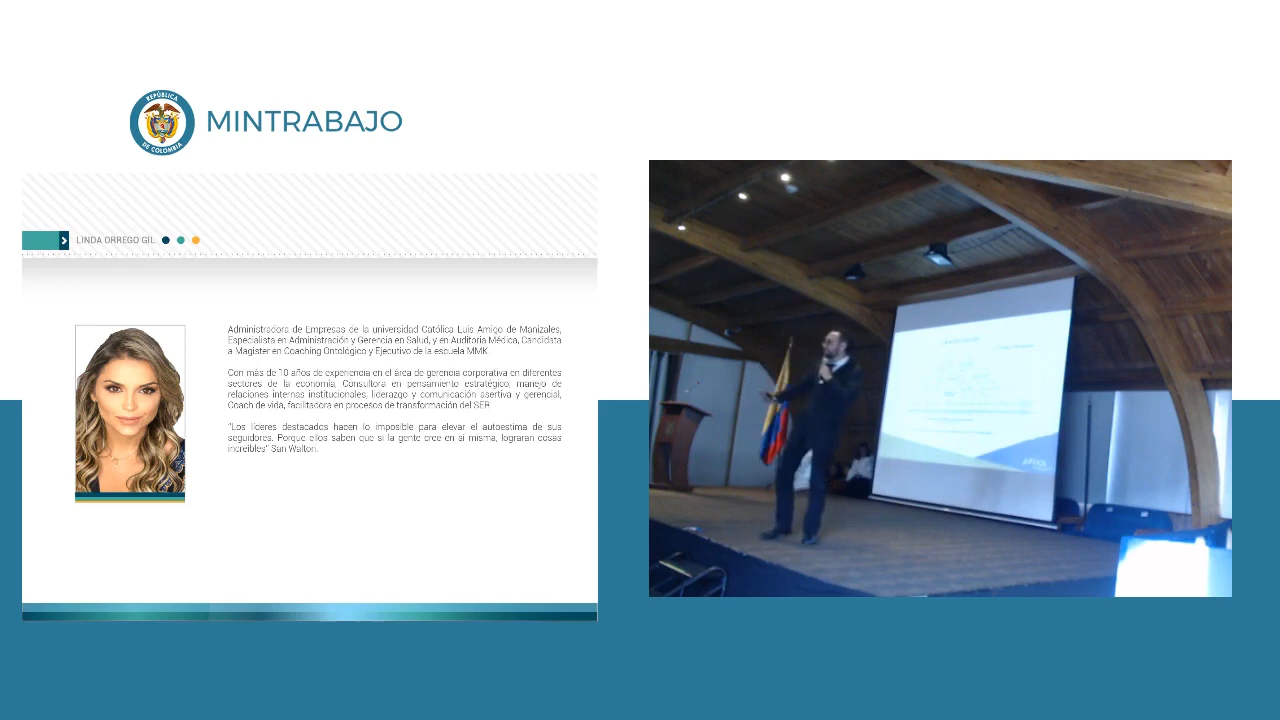 REPÚBLICA
DE COLOMBIA
MINTRABAJO
LINDA ORREGO GIL
Administradora de Empresas de la universidad Católica Luis Amigo de Manizales,
Especialista en Administración y Gerencia en Salud, y en Auditoria Médica, Candidata
a Magister en Coaching Ontológico y Ejecutivo de la escuela MMK.
Con más de 10 años de experiencia en el área de gerencia corporativa en diferentes
sectores de la economía, Consultora en pensamiento estratégico, manejo de
relaciones internas institucionales, liderazgo y comunicación asertiva y gerencial,
Coach de vida, facilitadora en procesos de transformación del SER.
"Los líderes destacados hacen lo imposible para elevar el autoestima de sus
seguidores. Porque ellos saben que si la gente cree en sí misma, lograran cosas
increíbles" San Walton.